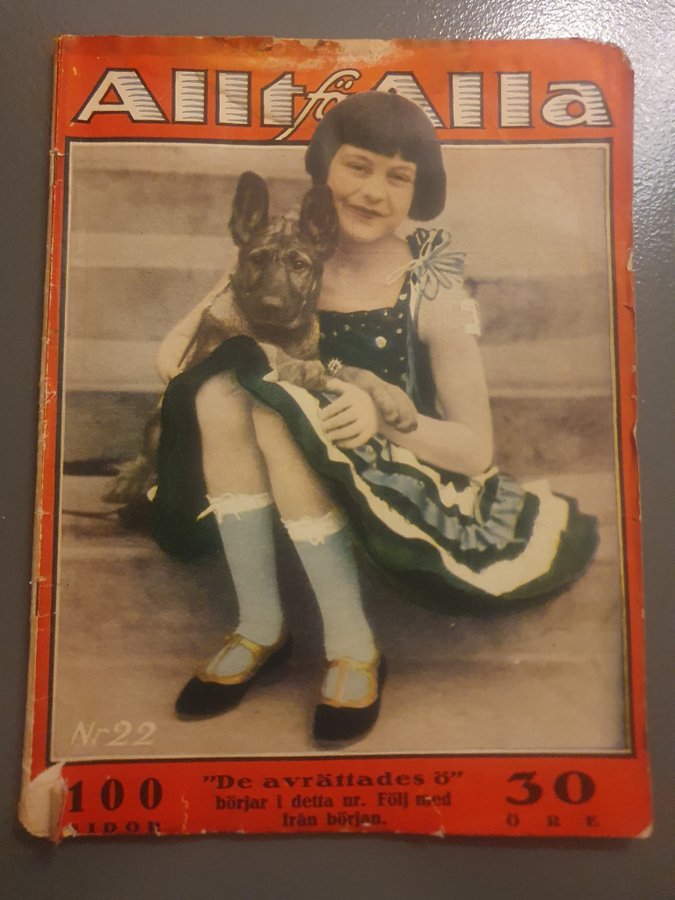 Allt för Alla
Nr 22
100
SIDOR
"De avrättades ö"
börjar i detta nr. Följ med
från början.
30
ÖRE